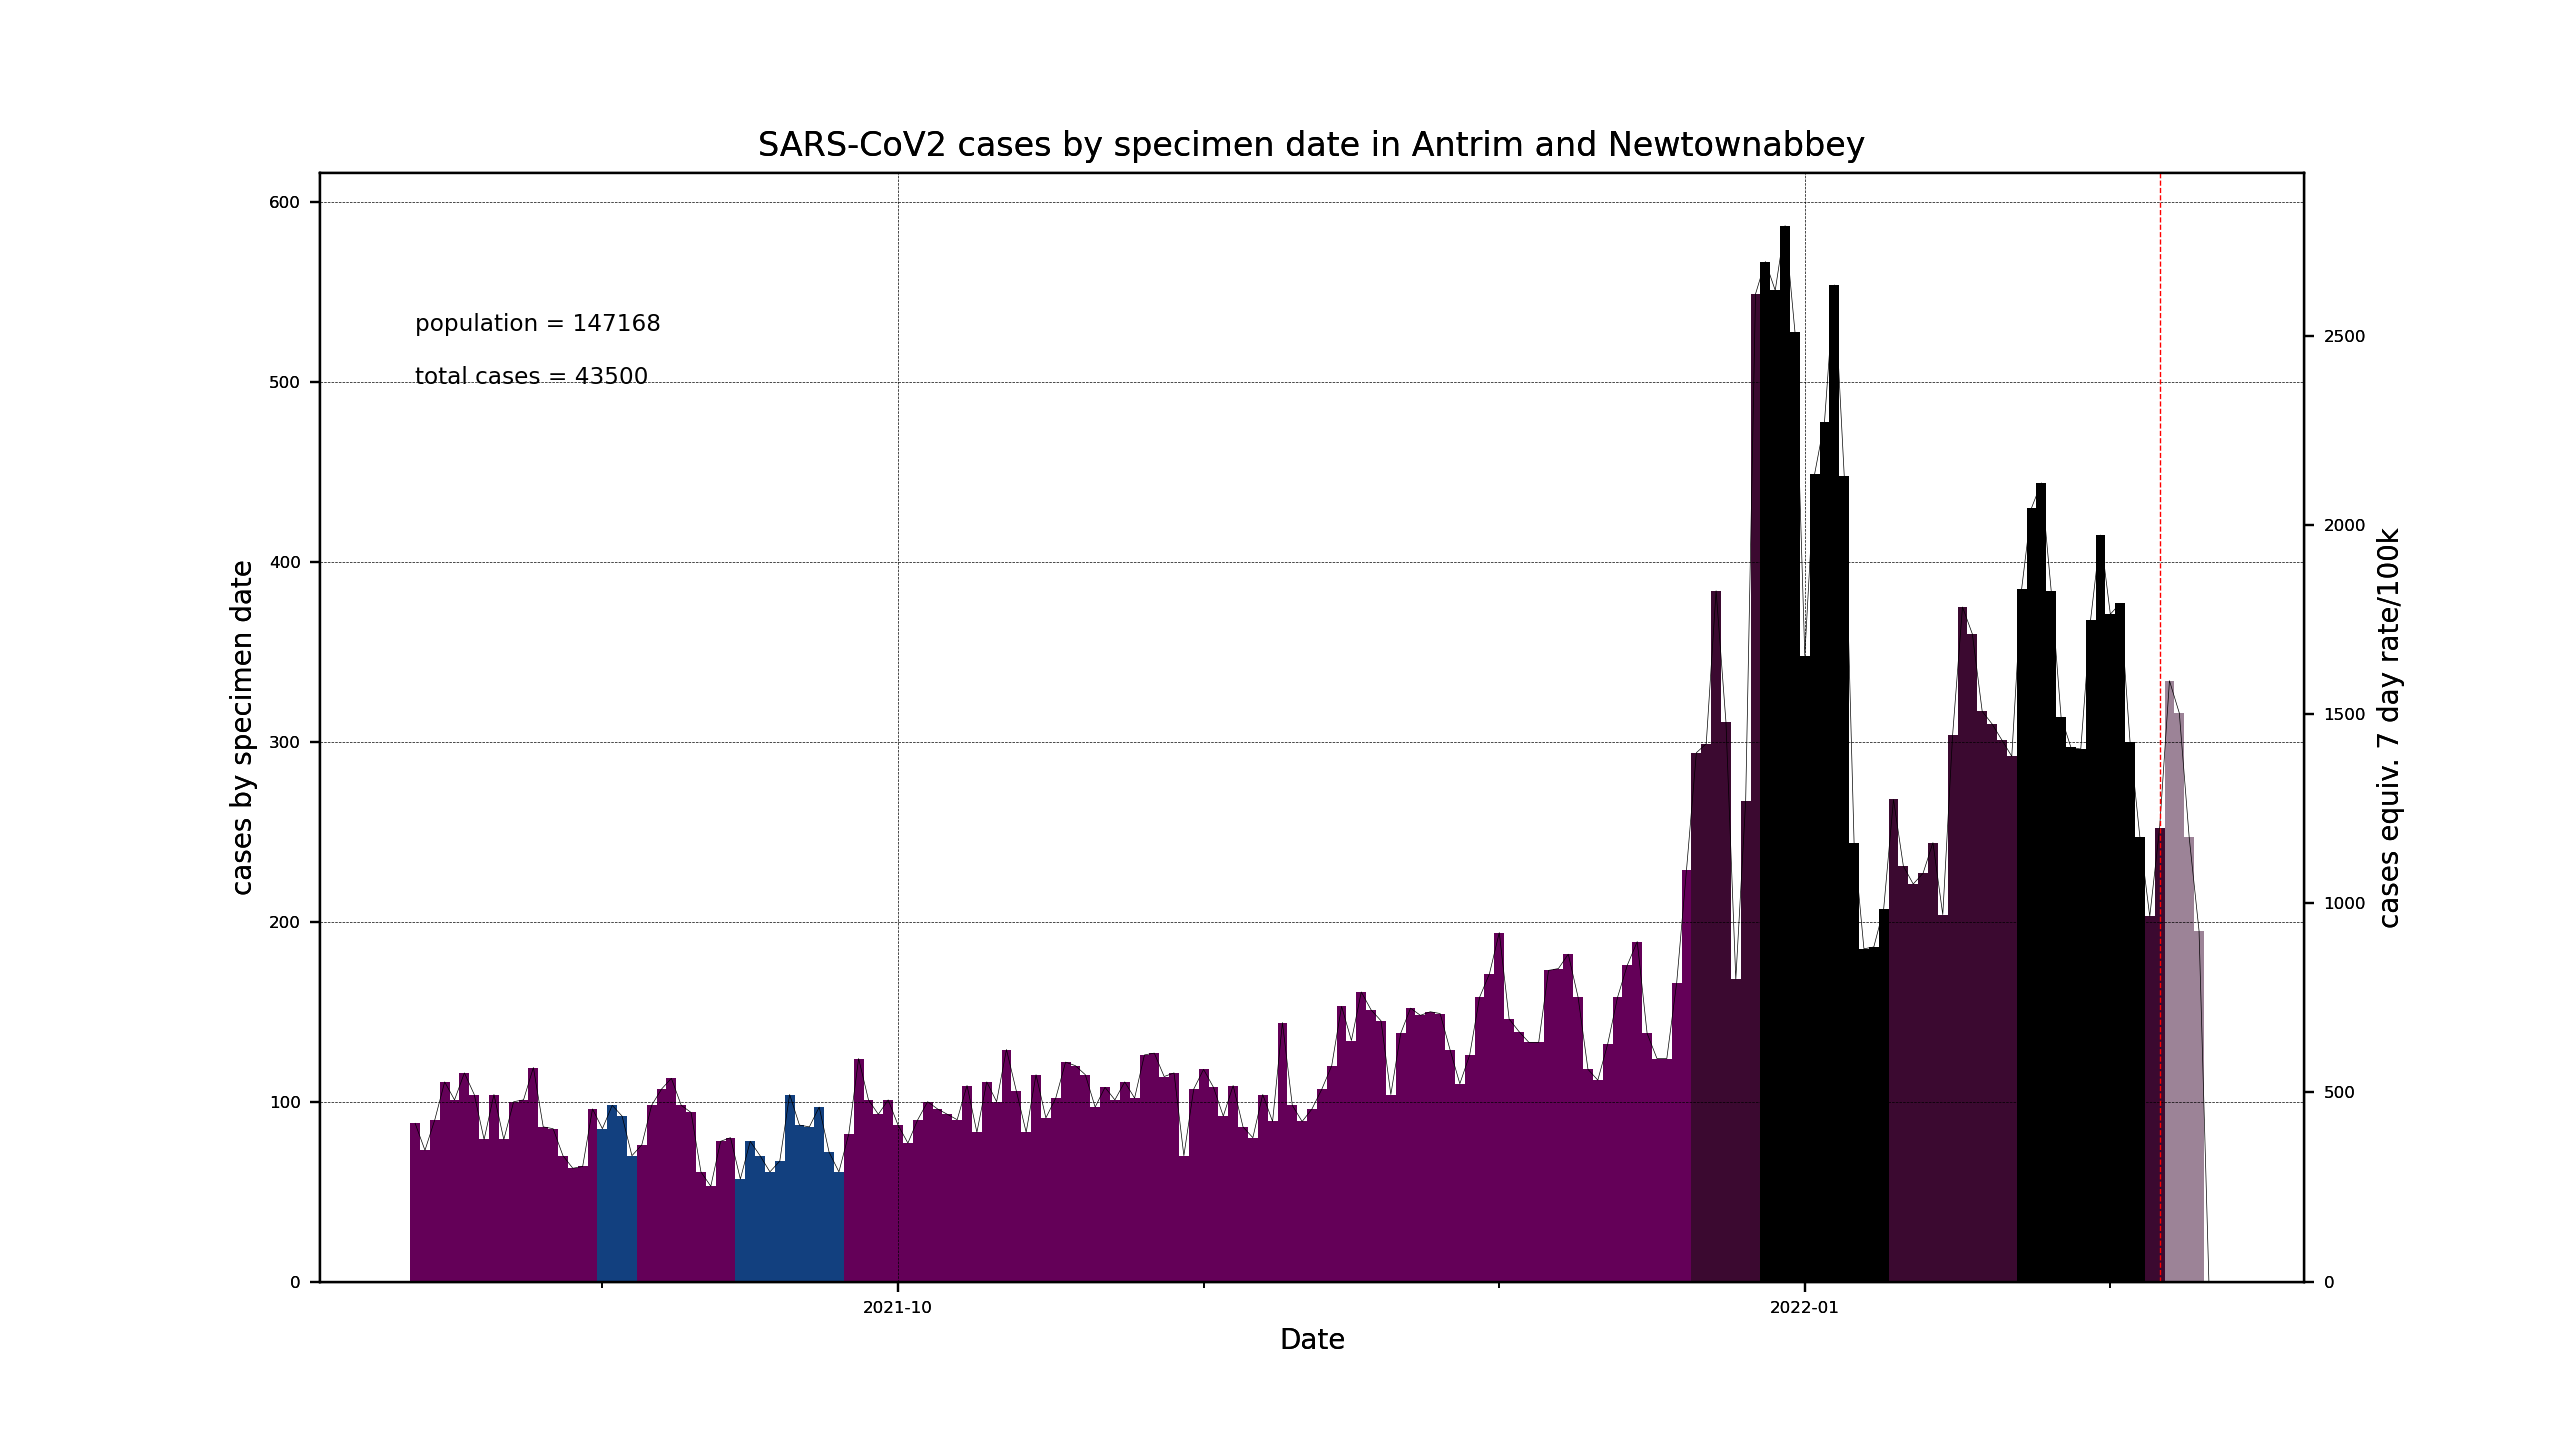 SARS-CoV2 cases by specimen date in Antrim and Newtownabbey
population = 147168
total cases = 43500
cases by specimen date
600
500
400
300
200
100
0
2500
2000
1500
1000
500
0
cases equiv. 7 day rate/100k
2021-10
2022-01
Date